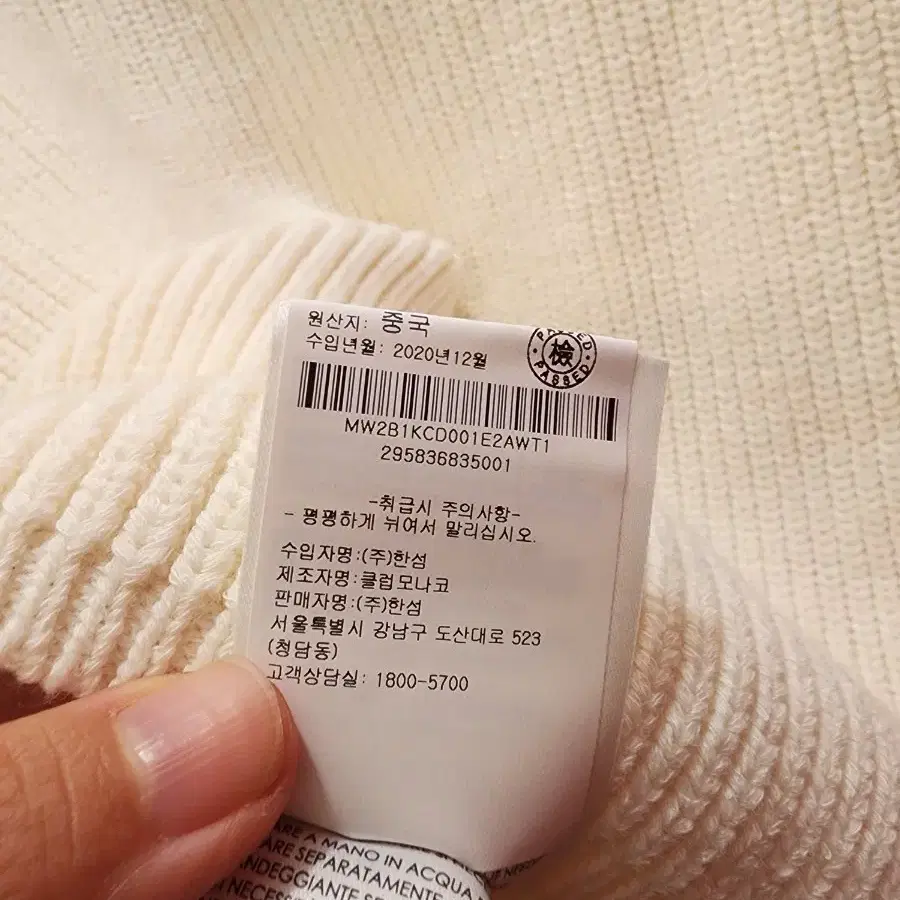 원산지: 중국
수입년월: 2020년12월
PASSED
檢
PASSED
MW2B1KCD001E2AWT1
295836835001
-취급시 주의사항-
- 평평하게 뉘여서 말리십시오.
수입자명:(주)한섬
제조자명:클럽모나코
판매자명:(주)한섬
서울특별시 강남구 도산대로 523
(청담동)
고객상담실: 1800-5700
ARE A MANO IN ACQUA
ARE SEPARATAMENTE
ANDEGGIANTE SE
NECESS